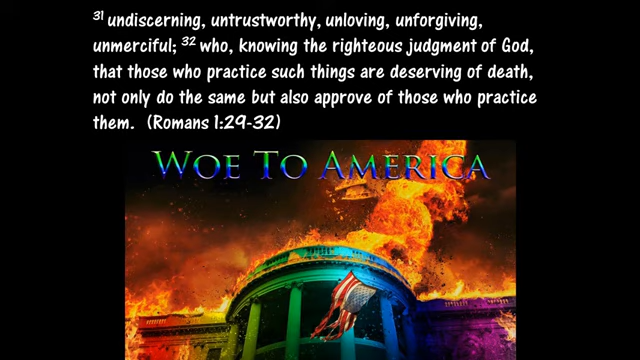 31 undiscerning, untrustworthy, unloving, unforgiving,
unmerciful; 32 who, knowing the righteous judgment of God,
that those who practice such things are deserving of death,
not only do the same but also approve of those who practice
them. (Romans 1:29-32)
WOE TO AMERICA